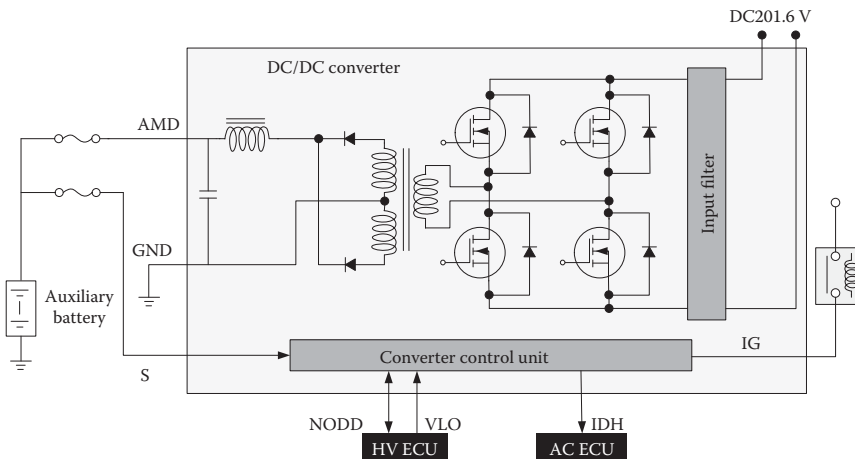 DC201.6 V
DC/DC converter
AMD
Input filter
GND
Auxiliary
battery
Converter control unit
IG
S
NODD
VLO
IDH
HV ECU
AC ECU